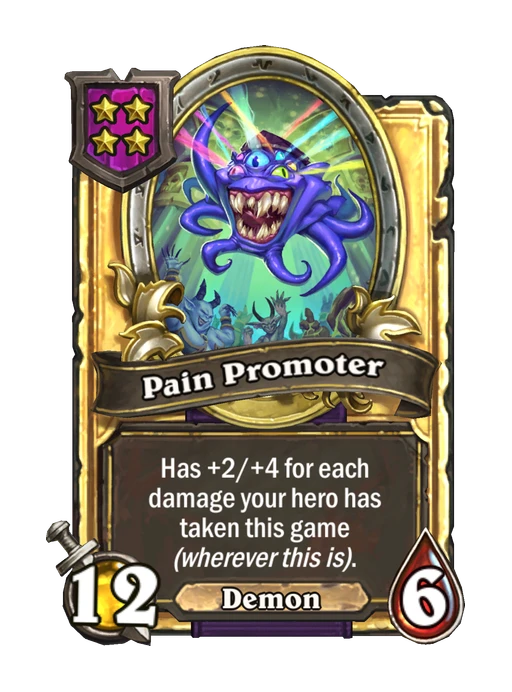 Pain Promoter
Has +2/+4 for each
damage your hero has
taken this game
(wherever this is).
12
Demon
6